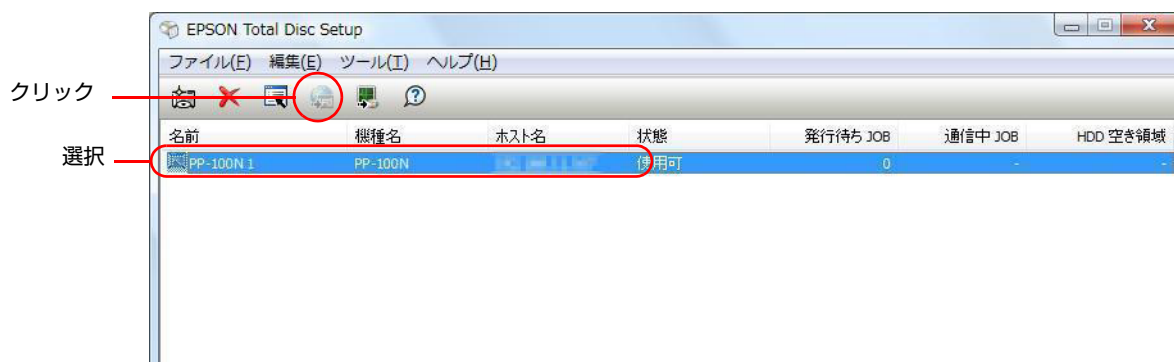 EPSON Total Disc Setup
ファイル(F) 編集(E) ツール(T) ヘルプ(H)
クリック
名前 機種名 ホスト名 状態 発行待ち JOB 通信中 JOB HDD 空き領域
選択
PP-100N 1 PP-100N 使用可 0 - -